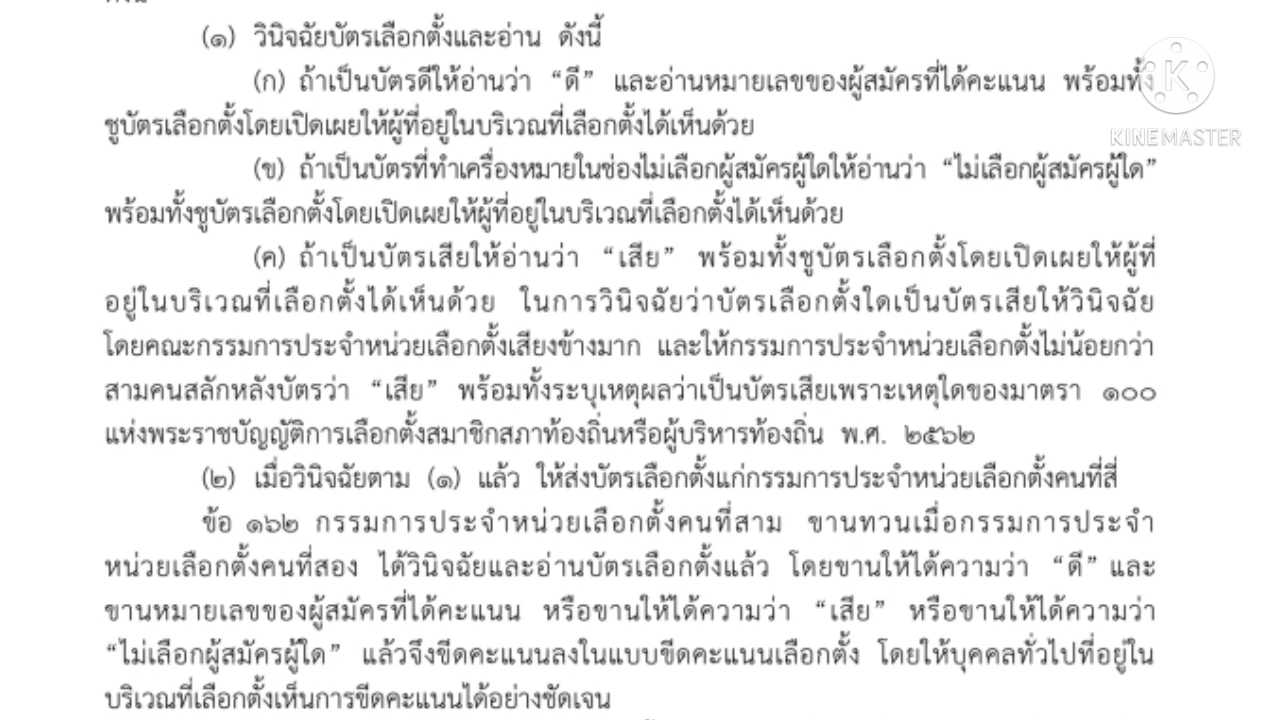 (๑) วินิจฉัยบัตรเลือกตั้งและอ่าน ดังนี้
(ก) ถ้าเป็นบัตรดีให้อ่านว่า “ดี” และอ่านหมายเลขของผู้สมัครที่ได้คะแนน พร้อมทั้ง
ชูบัตรเลือกตั้งโดยเปิดเผยให้ผู้ที่อยู่ในบริเวณที่เลือกตั้งได้เห็นด้วย
KINEMASTER
(ข) ถ้าเป็นบัตรที่ทำเครื่องหมายในช่องไม่เลือกผู้สมัครผู้ใดให้อ่านว่า “ไม่เลือกผู้สมัครผู้ใด”
พร้อมทั้งชูบัตรเลือกตั้งโดยเปิดเผยให้ผู้ที่อยู่ในบริเวณที่เลือกตั้งได้เห็นด้วย
(ค) ถ้าเป็นบัตรเสียให้อ่านว่า “เสีย” พร้อมทั้งชูบัตรเลือกตั้งโดยเปิดเผยให้ผู้ที่
อยู่ในบริเวณที่เลือกตั้งได้เห็นด้วย ในการวินิจฉัยว่าบัตรเลือกตั้งใดเป็นบัตรเสียให้วินิจฉัย
โดยคณะกรรมการประจำหน่วยเลือกตั้งเสียงข้างมาก และให้กรรมการประจำหน่วยเลือกตั้งไม่น้อยกว่า
สามคนสลักหลังบัตรว่า “เสีย” พร้อมทั้งระบุเหตุผลว่าเป็นบัตรเสียเพราะเหตุใดของมาตรา ๑๐๐
แห่งพระราชบัญญัติการเลือกตั้งสมาชิกสภาท้องถิ่นหรือผู้บริหารท้องถิ่น พ.ศ. ๒๕๖๒
(๒) เมื่อวินิจฉัยตาม (๑) แล้ว ให้ส่งบัตรเลือกตั้งแก่กรรมการประจำหน่วยเลือกตั้งคนที่สี่
ข้อ ๑๖๒ กรรมการประจำหน่วยเลือกตั้งคนที่สาม ขานทวนเมื่อกรรมการประจำ
หน่วยเลือกตั้งคนที่สอง ได้วินิจฉัยและอ่านบัตรเลือกตั้งแล้ว โดยขานให้ได้ความว่า “ดี” และ
ขานหมายเลขของผู้สมัครที่ได้คะแนน หรือขานให้ได้ความว่า “เสีย” หรือขานให้ได้ความว่า
“ไม่เลือกผู้สมัครผู้ใด” แล้วจึงขีดคะแนนลงในแบบขีดคะแนนเลือกตั้ง โดยให้บุคคลทั่วไปที่อยู่ใน
บริเวณที่เลือกตั้งเห็นการขีดคะแนนได้อย่างชัดเจน